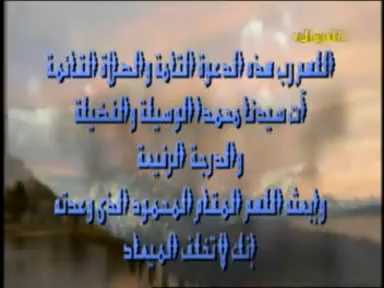 اللهم رب هذه الدعوة التامة والصلاة القائمة
آت سيدنا محمدا الوسيلة والفضيلة
والدرجة الرفيعة
وابعثه اللهم المقام المحمود الذى وعدته
إنك لا تخلف الميعاد